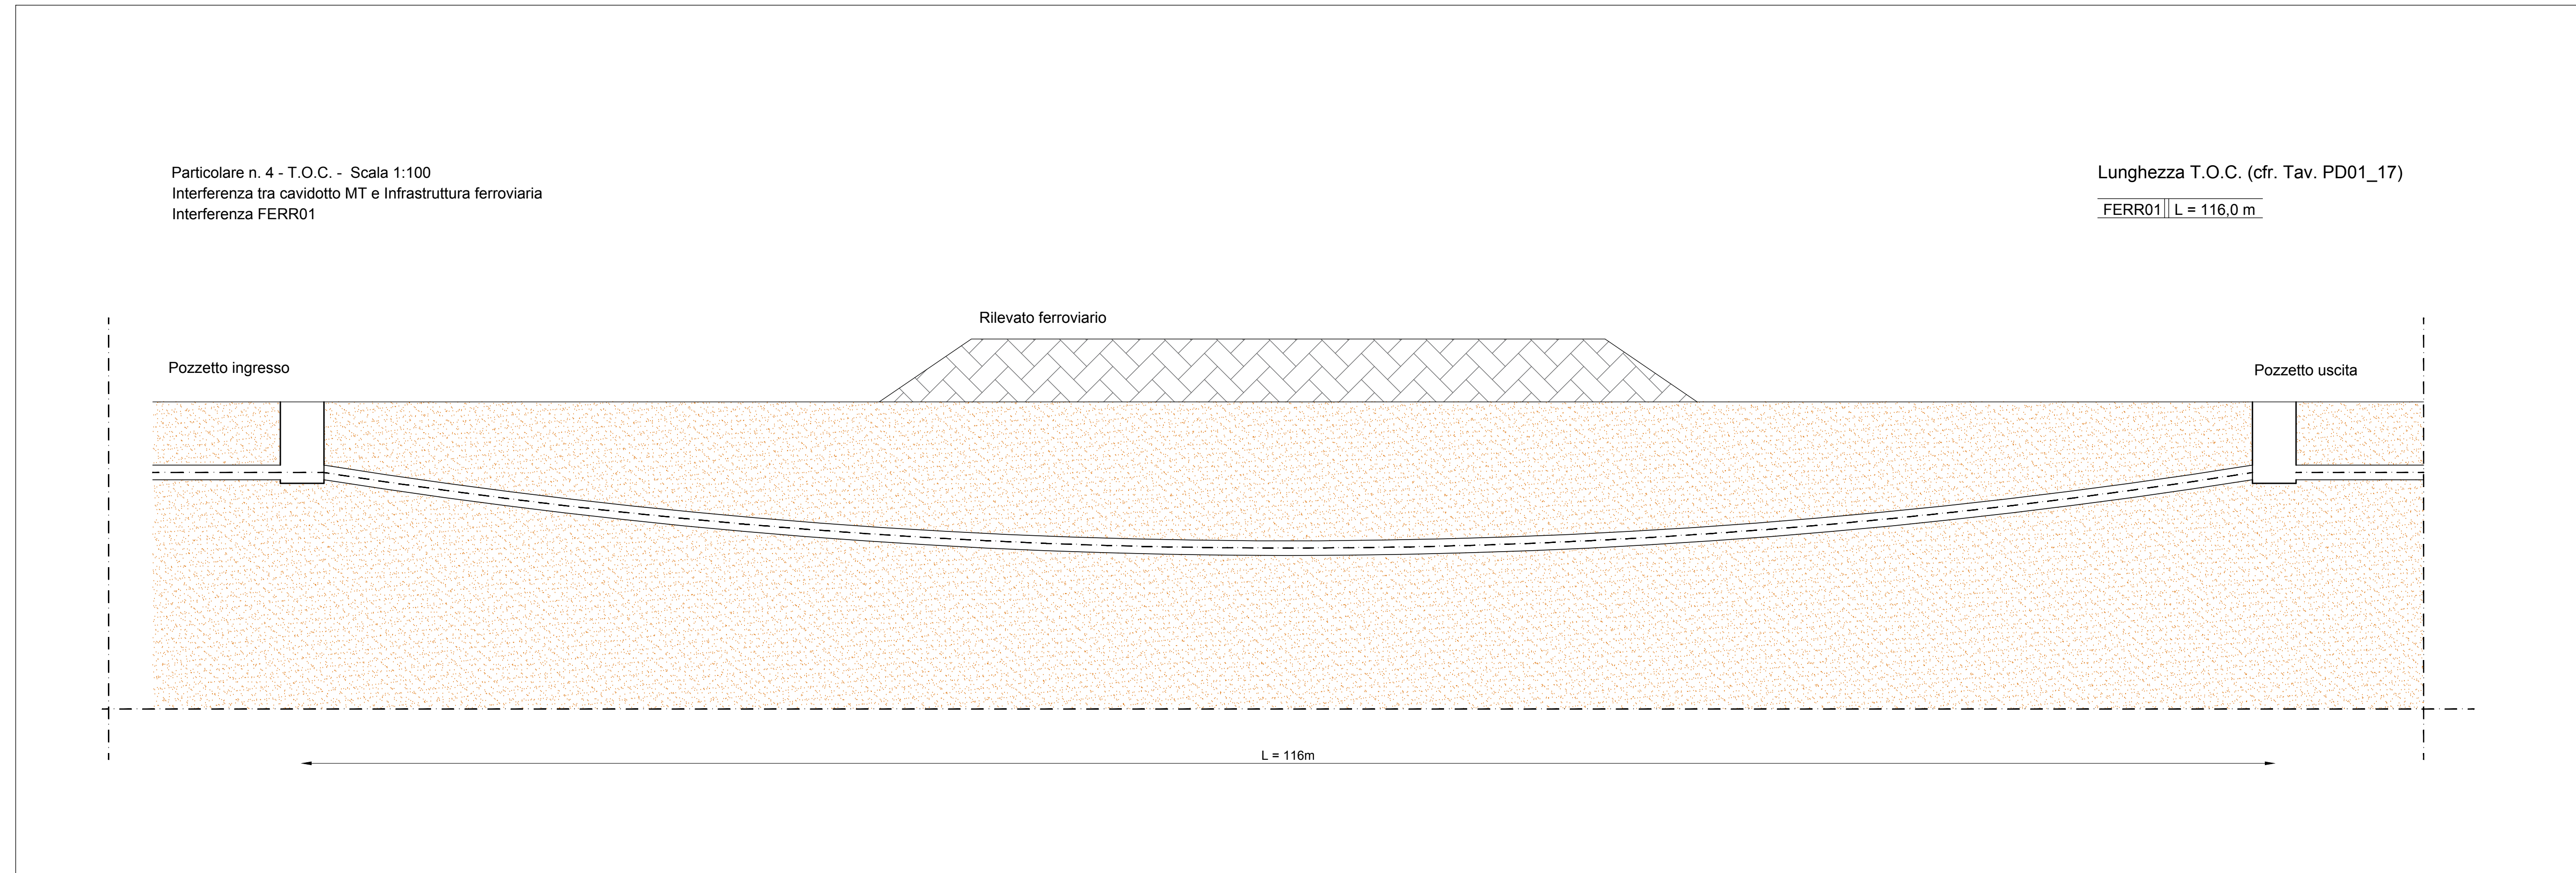 Particolare n. 4 - T.O.C. - Scala 1:100
Interferenza tra cavidotto MT e Infrastruttura ferroviaria
Interferenza FERR01
Lunghezza T.O.C. (cfr. Tav. PD01_17)
FERR01 L = 116,0 m
Rilevato ferroviario
Pozzetto ingresso
Pozzetto uscita
L = 116m